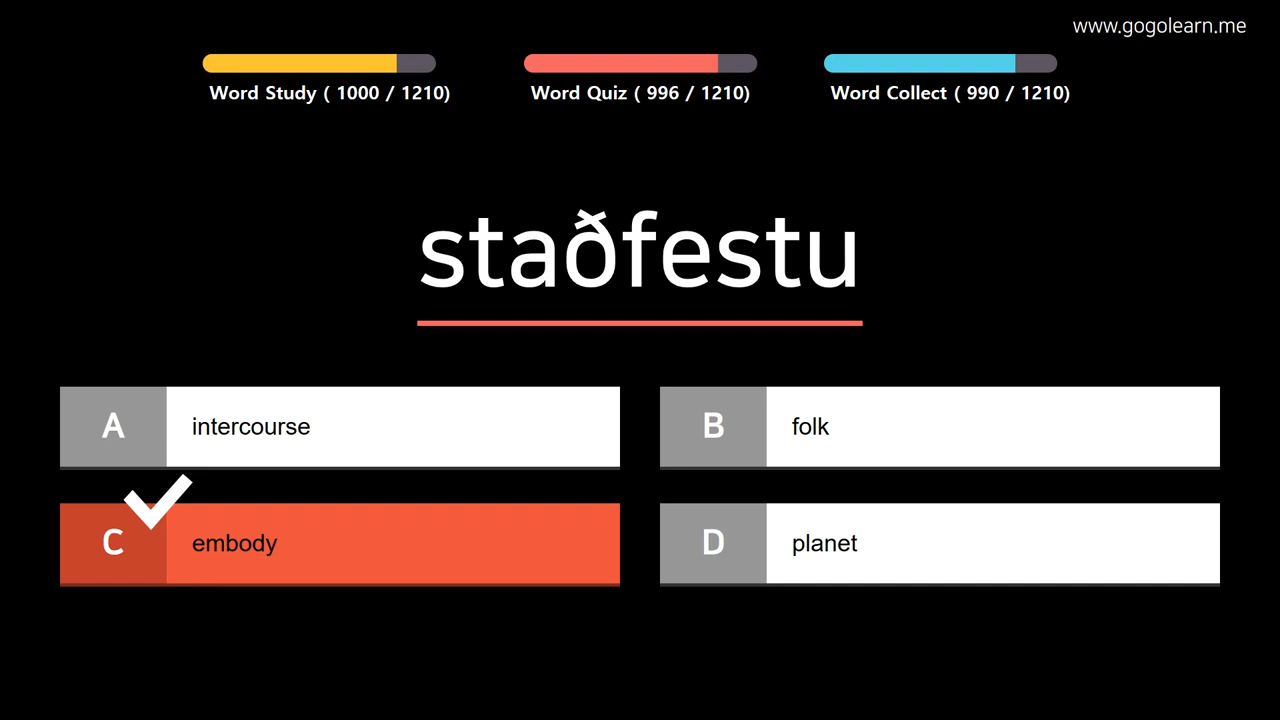 www.gogolearn.me
Word Study ( 1000 / 1210)
Word Quiz ( 996 / 1210)
Word Collect ( 990 / 1210)
staðfestu
A intercourse
B folk
C embody
D planet